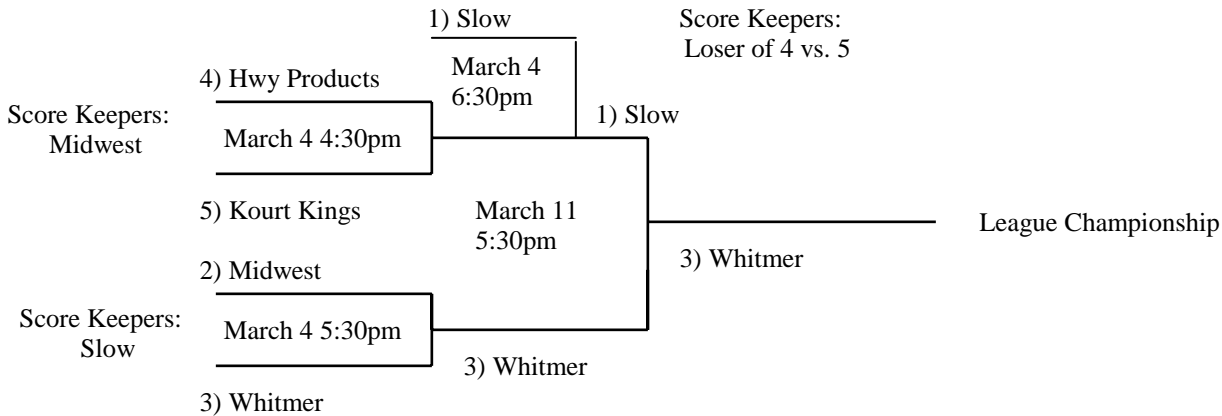 1) Slow
Score Keepers:
Loser of 4 vs. 5
March 4
6:30pm
4) Hwy Products
Score Keepers:
Midwest
March 4 4:30pm
1) Slow
5) Kourt Kings
March 11
5:30pm
League Championship
3) Whitmer
2) Midwest
Score Keepers:
Slow
March 4 5:30pm
3) Whitmer
3) Whitmer